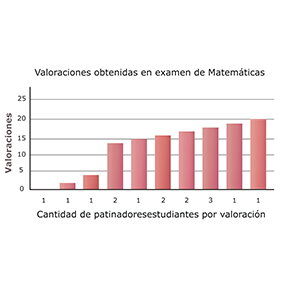 Valoraciones obtenidas en examen de Matemáticas
Valoraciones
25
20
15
10
5
0
1 1 1 2 1 2 2 3 1 1
Cantidad de patinadoresestudiantes por valoración